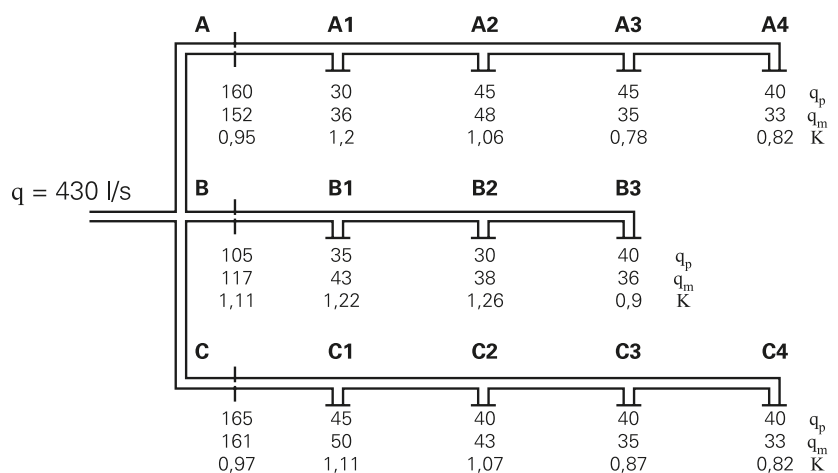 A A1 A2 A3 A4
160 30 45 45 40 qp
152 36 48 35 33 qm
0,95 1,2 1,06 0,78 0,82 K
q = 430 l/s
B B1 B2 B3
105 35 30 40 qp
117 43 38 36 qm
1,11 1,22 1,26 0,9 K
C C1 C2 C3 C4
165 45 40 40 40 qp
161 50 43 35 33 qm
0,97 1,11 1,07 0,87 0,82 K